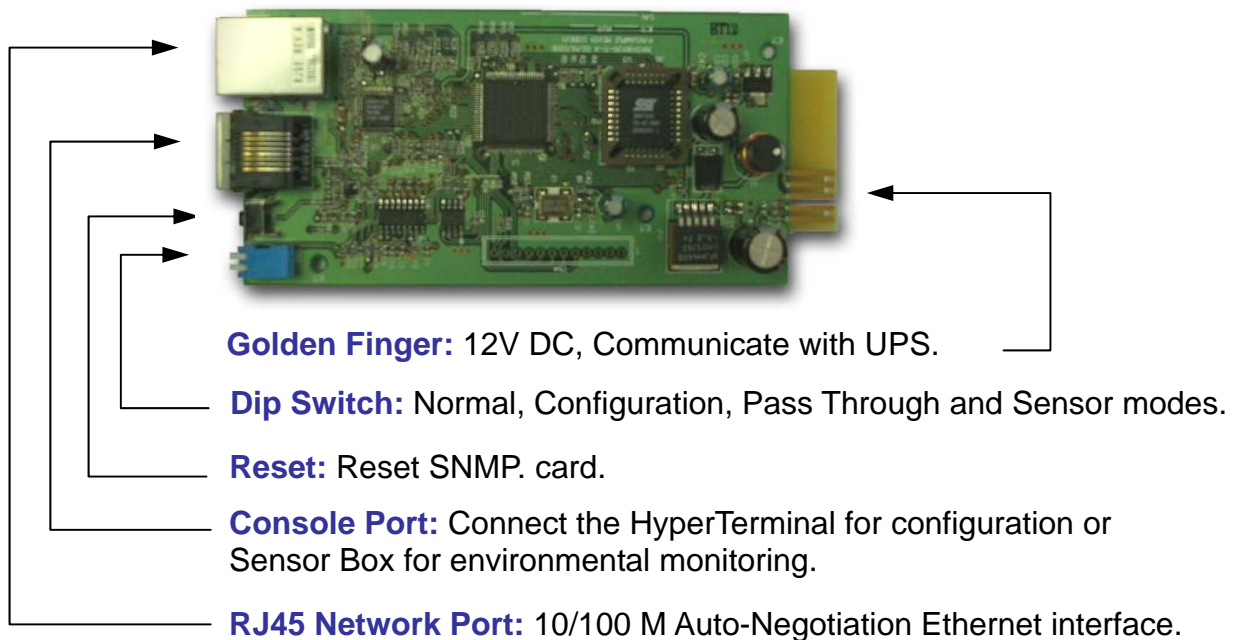 HT12
Golden Finger: 12V DC, Communicate with UPS.
Dip Switch: Normal, Configuration, Pass Through and Sensor modes.
Reset: Reset SNMP. card.
Console Port: Connect the HyperTerminal for configuration or
Sensor Box for environmental monitoring.
RJ45 Network Port: 10/100 M Auto-Negotiation Ethernet interface.